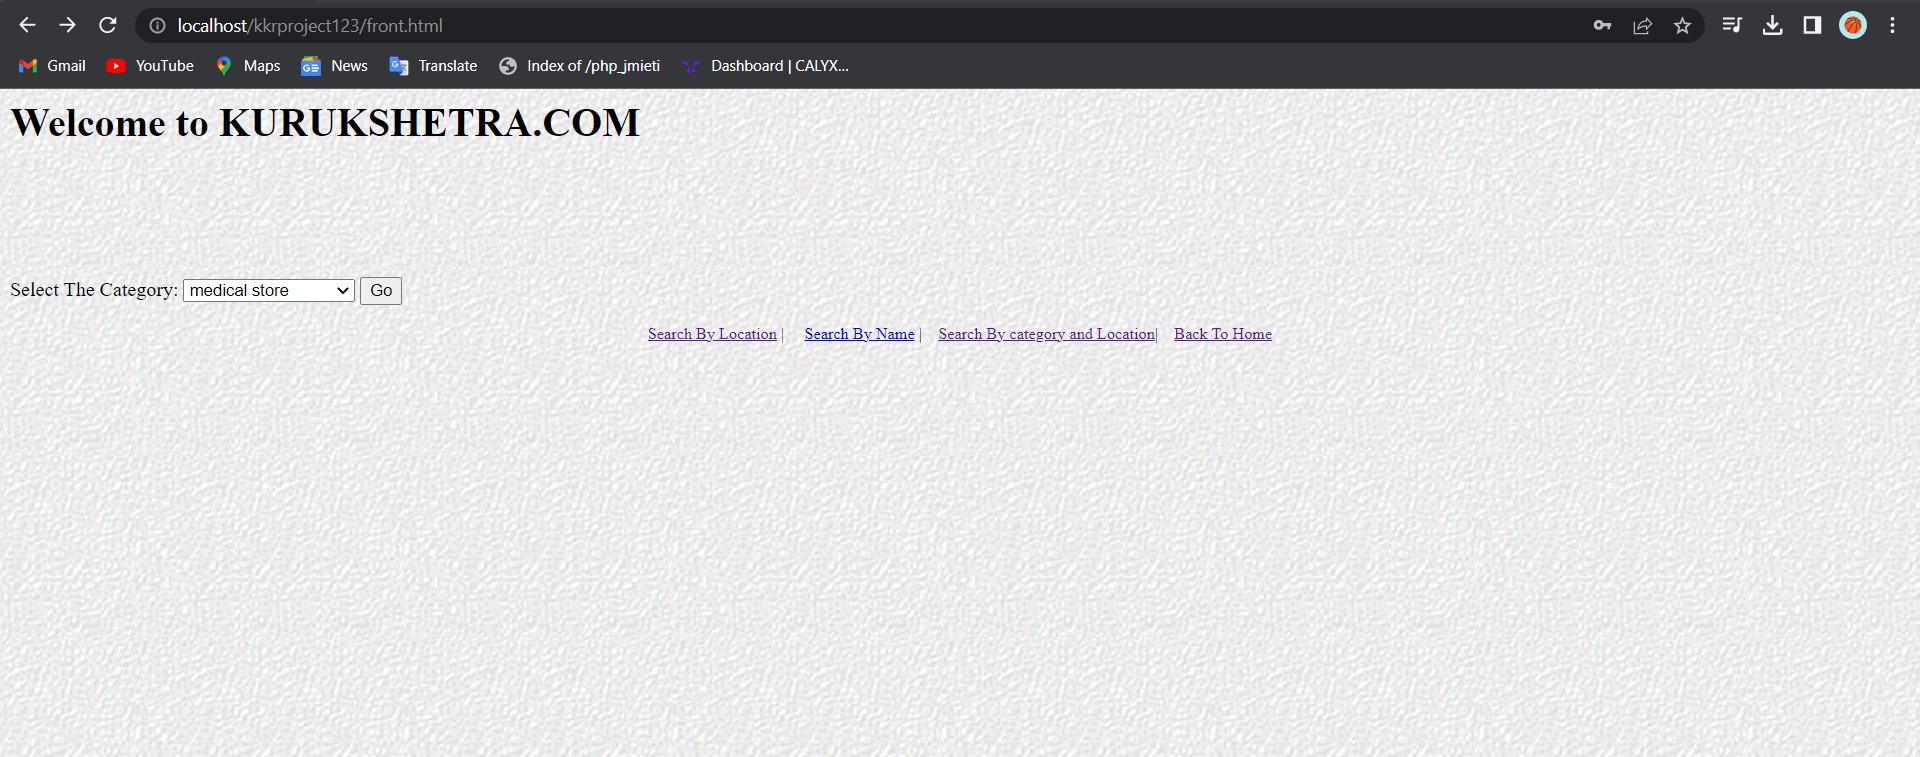 localhost/kkrproject123/front.html
Gmail YouTube Maps News Translate Index of /php_jmieti Dashboard | CALYX...
Welcome to KURUKSHETRA.COM
Select The Category: medical store Go
Search By Location | Search By Name | Search By category and Location| Back To Home